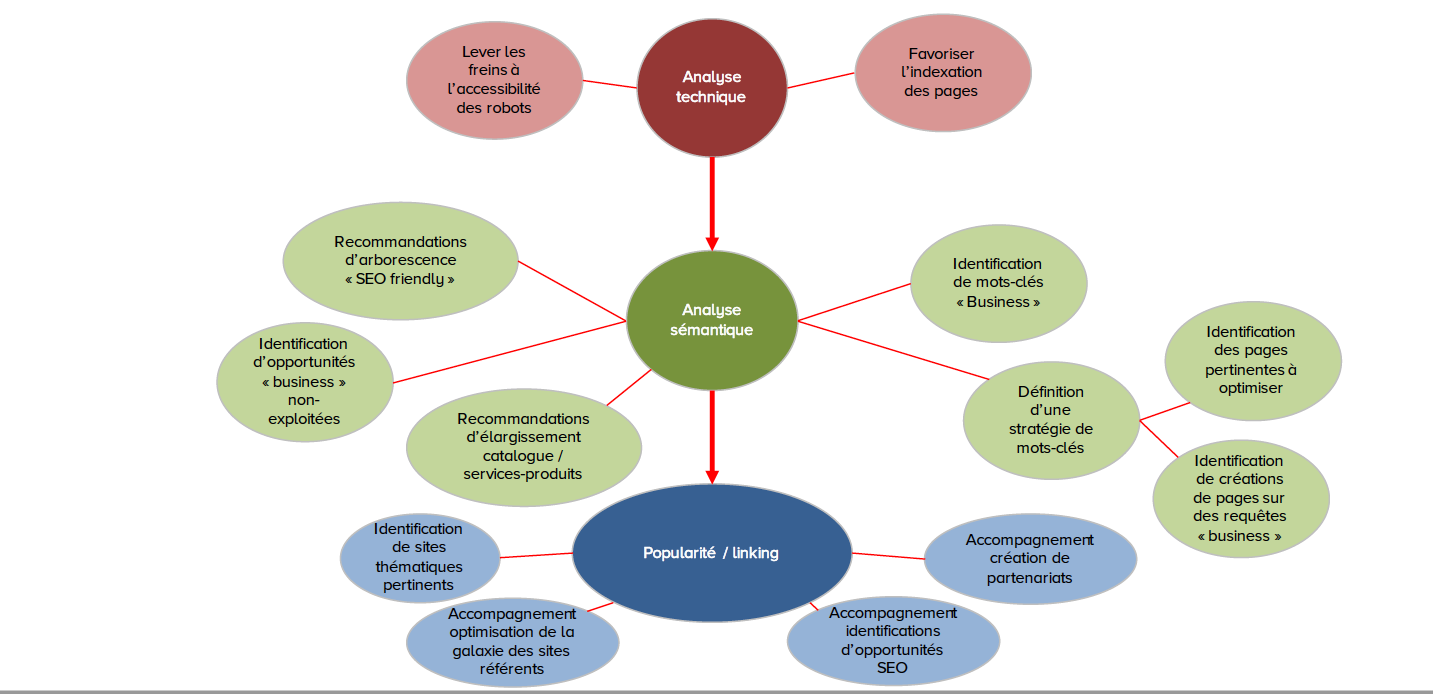 Lever les
freins à
l'accessibilité
des robots
Analyse
technique
Favoriser
l'indexation
des pages
Recommandations
d'arborescence
« SEO friendly »
Identification
de mots-clés
« Business »
Analyse
sémantique
Identification
d'opportunités
« business »
non-
exploitées
Identification
des pages
pertinentes à
optimiser
Recommandations
d'élargissement
catalogue /
services-produits
Définition
d'une
stratégie de
mots-clés
Identification
de créations
de pages sur
des requêtes
« business »
Identification
de sites
thématiques
pertinents
Popularité / linking
Accompagnement
création de
partenariats
Accompagnement
optimisation de la
galaxie des sites
référents
Accompagnement
identifications
d'opportunités
SEO